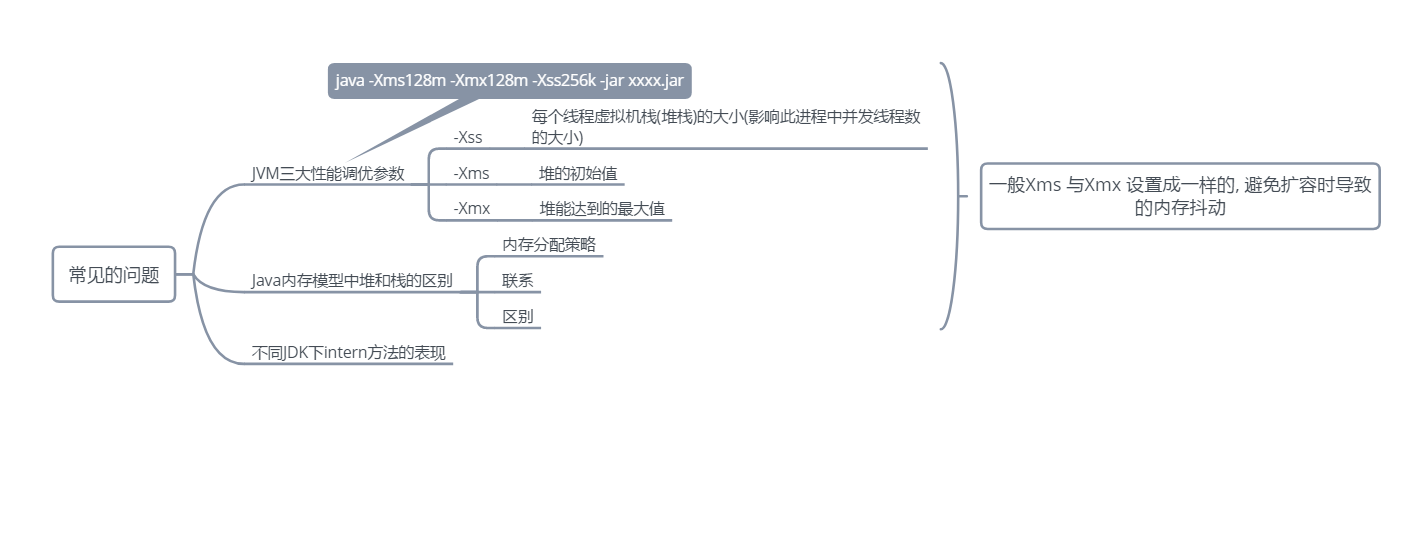 java -Xms128m -Xmx128m -Xss256k -jar xxxx.jar
每个线程虚拟机栈(堆栈)的大小(影响此进程中并发线程数
的大小)
-Xss
JVM三大性能调优参数
-Xms
堆的初始值
-Xmx
堆能达到的最大值
一般Xms 与Xmx 设置成一样的, 避免扩容时导致
的内存抖动
常见的问题
内存分配策略
Java内存模型中堆和栈的区别
联系
区别
不同JDK下intern方法的表现